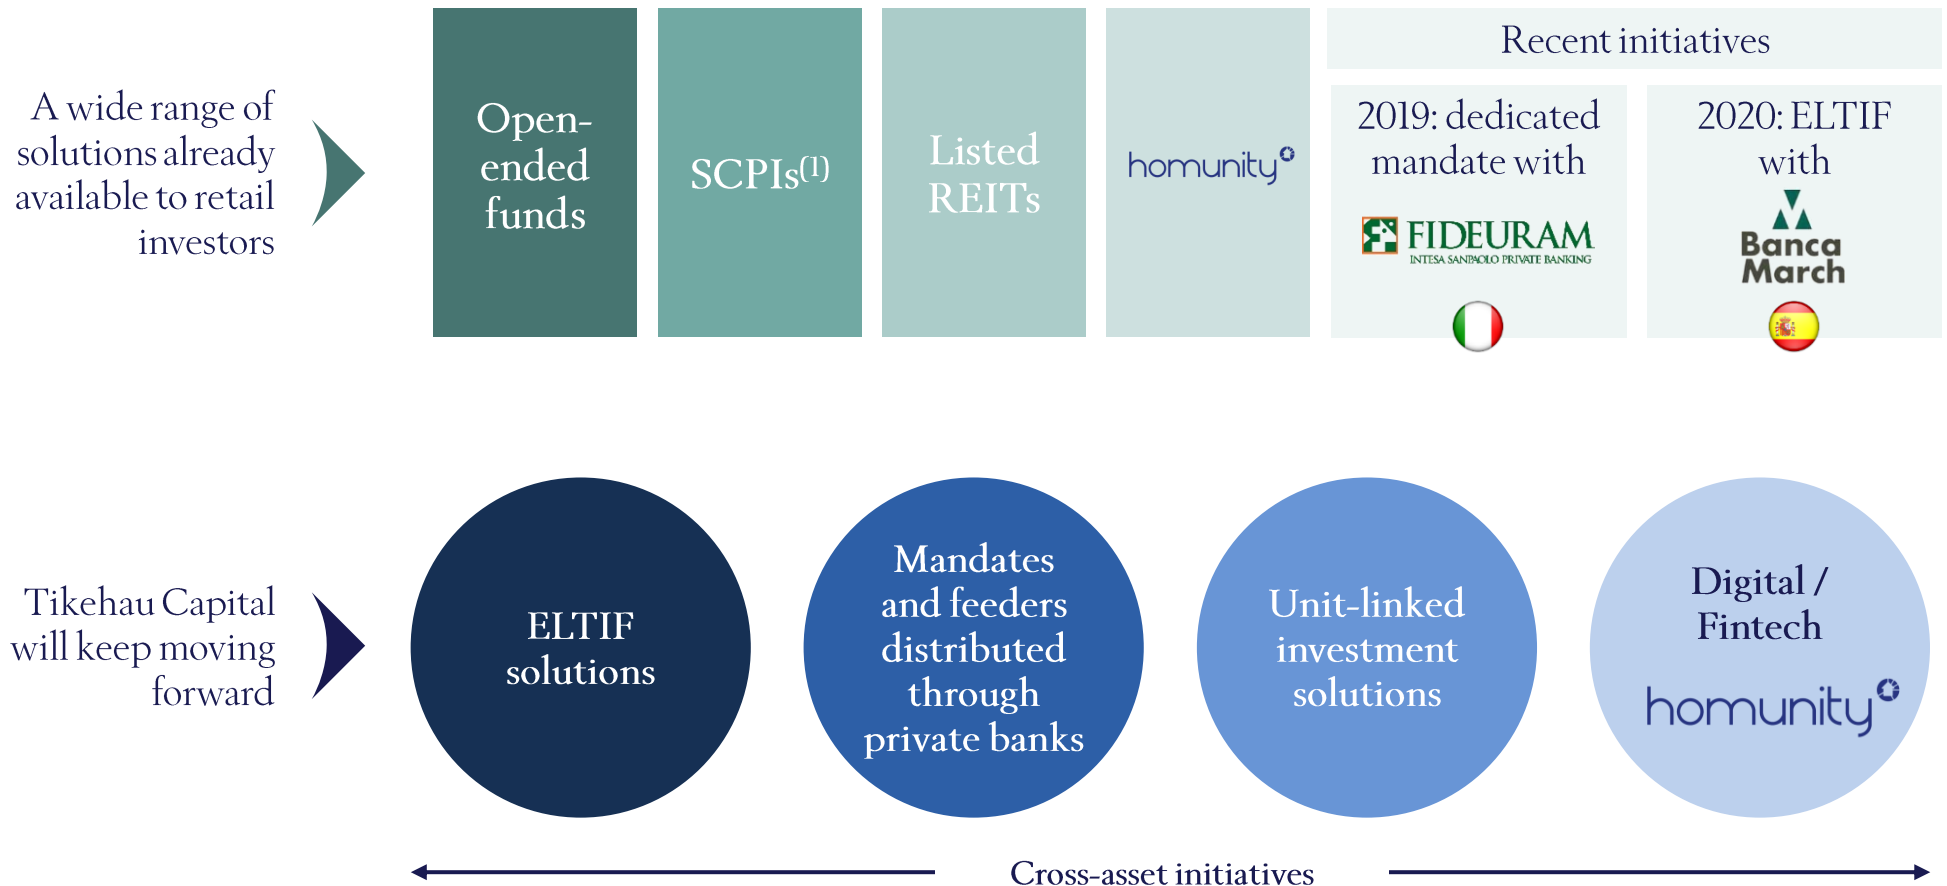 A wide range of
solutions already
available to retail
investors
Open-
ended
funds
SCPIs(1)
Listed
REITs
homunity
Recent initiatives
2019: dedicated
mandate with
FIDEURAM
INTESA SANPAOLO PRIVATE BANKING
2020: ELTIF
with
Banca
March
Tikehau Capital
will keep moving
forward
ELTIF
solutions
Mandates
and feeders
distributed
through
private banks
Unit-linked
investment
solutions
Digital /
Fintech
homunity
Cross-asset initiatives